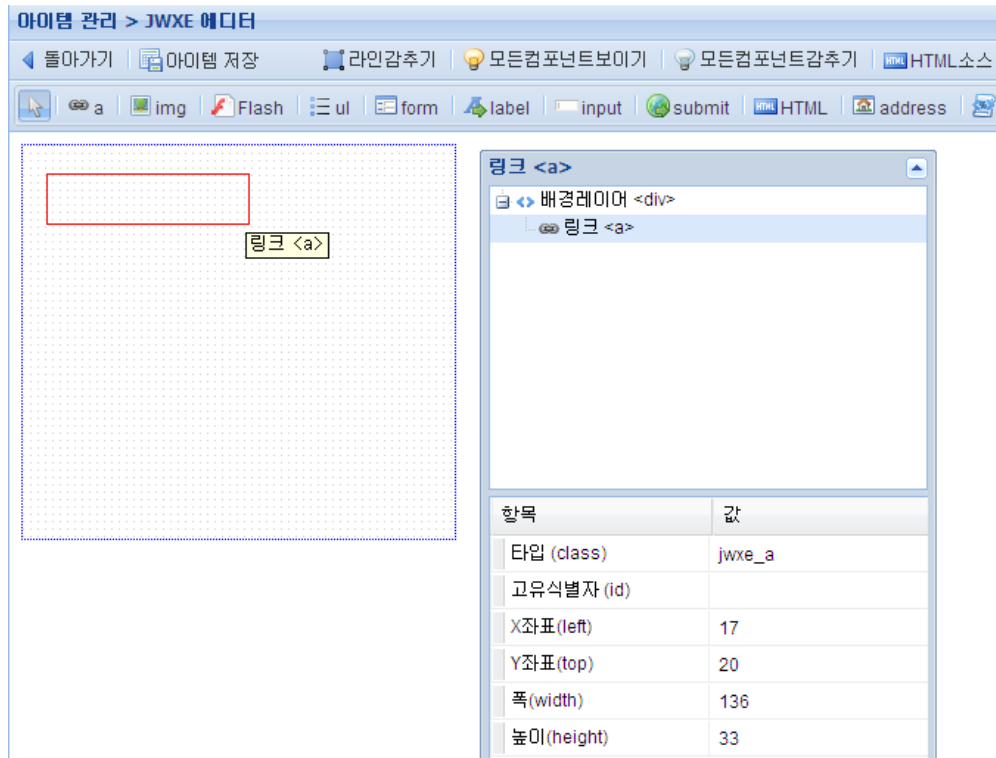 아이템 관리 > JWXE 에디터
돌아가기 아이템 저장 라인감추기 모든컴포넌트보이기 모든컴포넌트감추기 HTML소스
a img Flash ul form label input submit HTML address
링크 <a>
배경레이어 <div>
링크 <a>
링크 <a>
항목 값
타입 (class) jwxe_a
고유식별자 (id)
X좌표(left) 17
Y좌표(top) 20
폭(width) 136
높이(height) 33